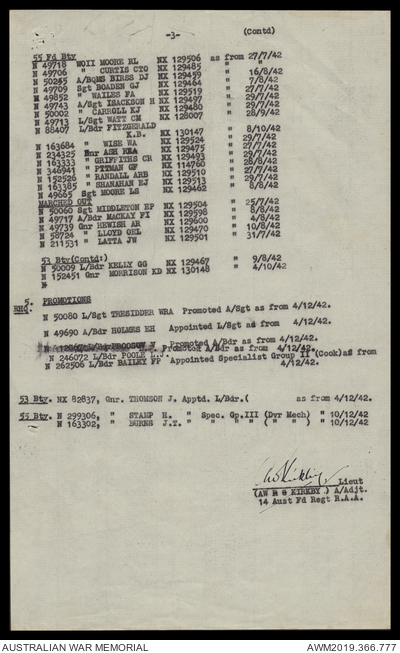 -3-
(Contd)
55 Fd Bty
N 49718 WOII MOORE RL NX 129506 as from 27/7/42
N 49706 " CURTIS CTO NX 129485 " "/8/42
N 50255 A/BQMS BIRES DJ NX 129459 " 16/8/42
N 49709 Sgt BOADEN GJ NX 129464 " 7/8/42
N 49852 " WAILES FA NX 129519 " 27/7/42
N 49743 A/Sgt ISACKSON H NX 129497 " 29/7/42
N 50002 " CARROLL KJ NX 129480 " 29/7/42
N 49713 L/Sgt WATT CM NX 128007 " 28/9/42
N 88407 L/Bdr FITZGERALD
K.B. NX 130147 " 8/10/42
N 163684 " WISE WA NX 129524 " 29/7/42
N 234325 Gnr ASH KEA NX 129475 " 29/7/42
N 163333 " GRIFFITHS CR NX 129493 " 28/8/42
N 346941 " PITMAN GF NX 114760 " 27/7/42
N 152523 " RANDALL ARB NX 129510 " 29/7/42
N 163385 " SHANAHAN EJ NX 129513 " 27/7/42
N 49665 Sgt MOORE LS NX 129462 " 8/8/42
MARCHED OUT
N 50060 Sgt MIDDLETON EP NX 129504 " 25/7/42
N 49717 A/Bdr MACKAY FI NX 129598 " 8/8/42
N 49739 Gnr HEWISH AR NX 129600 " 4/8/42
N 58724 " LLOYD OEL NX 129470 " 10/8/42
N 211531 " LATTA JW NX 129501 " 31/7/42
53 Bty(Contd:)
N 50009 L/Bdr KELLY GG NX 129467 " 9/8/42
N 152451 Gnr MORRISON KD NX 130148 " 4/10/42
N
5. PROMOTIONS
RHQ.
N 50080 L/Sgt TRESIDDER WRA Promoted A/Sgt as from 4/12/42.
N 49690 A/Bdr HOLMES EH Appointed L/Sgt as from 4/12/42.
Promoted A/Bdr as from 4/12/42.
N 246072 L/Bdr POOLE L.J. Promoted A/Bdr as from 4/12/42.
N 262506 L/Bdr BAILEY FP Appointed Specialist Group II (Cook) as from 4/12/42.
53 Bty. NX 82837, Gnr. THOMSON J. Apptd. L/Bdr.( as from 4/12/42.
55 Bty. N 299306, " STAMP H. " Spec. Gp.III (Dvr Mech) " 10/12/42
N 163302, " BURNS J.T. " " " ( " " ) " 10/12/42
Lieut
(AW KIRKBY ) A/Adjt.
14 Aust Fd Regt R.A.A.
AUSTRALIAN WAR MEMORIAL
AWM2019.366.777